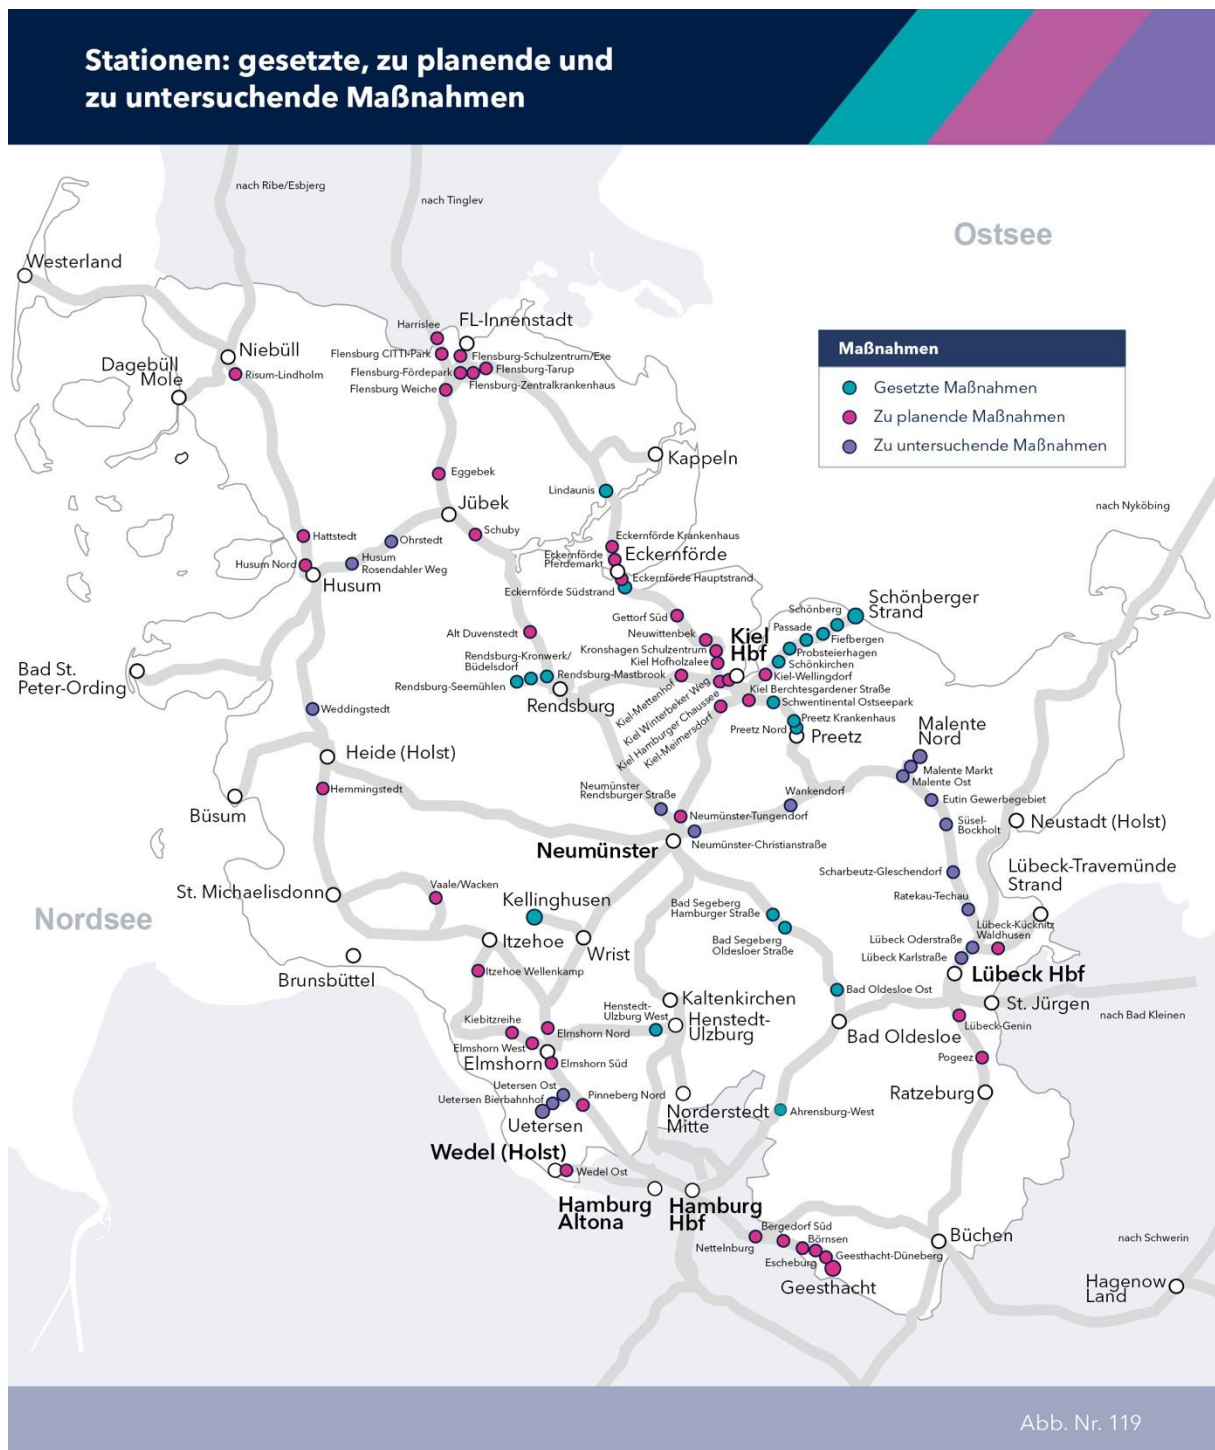 Stationen: gesetzte, zu planende und
zu untersuchende Maßnahmen
nach Ribe/Esbjerg
nach Tinglev
Ostsee
Westerland
Harrislee
FL-Innenstadt
Niebüll
Flensburg CITTI-Park
Flensburg-Schulzentrum/Exe
Dagebüll
Mole
Risum-Lindholm
Flensburg-Fördepark
Flensburg-Tarup
Flensburg Weiche
Flensburg-Zentralkrankenhaus
Maßnahmen
Gesetzte Maßnahmen
Zu planende Maßnahmen
Zu untersuchende Maßnahmen
Kappeln
Eggebek
Lindaunis
Jübek
nach Nyköbing
Hattstedt
Ohrstedt
Schuby
Eckernförde Krankenhaus
Eckernförde
Pferdemarkt
Eckernförde
Husum Nord
Husum
Rosendahler Weg
Husum
Eckernförde Hauptstrand
Eckernförde Südstrand
Schönberger
Strand
Schönberg
Gettorf Süd
Passade
Fiefbergen
Alt Duvenstedt
Neuwittenbek
Kiel
Hbf
Probsteierhagen
Kronshagen Schulzentrum
Rendsburg-Kronwerk/
Büdelsdorf
Kiel Hofholzalee
Schönkirchen
Bad St.
Peter-Ording
Rendsburg-Mastbrook
Kiel-Wellingdorf
Rendsburg-Seemühlen
Rendsburg
Kiel-Mettenhof
Kiel Winterbeker Weg
Kiel Hamburger Chaussee
Kiel-Meimersdorf
Kiel Berchtesgardener Straße
Schwentinental Ostseepark
Weddingstedt
Preetz Krankenhaus
Preetz Nord
Preetz
Malente
Nord
Heide (Holst)
Malente Markt
Malente Ost
Hemmingstedt
Neumünster
Rendsburger Straße
Wankendorf
Eutin Gewerbegebiet
Büsum
Neumünster-Tungendorf
Süsel-
Bockholt
Neustadt (Holst)
Neumünster
Neumünster-Christianstraße
Lübeck-Travemünde
Strand
Scharbeutz-Gleschendorf
St. Michaelisdonn
Vaale/Wacken
Kellinghusen
Ratekau-Techau
Bad Segeberg
Hamburger Straße
Nordsee
Lübeck-Kücknitz
Waldhusen
Itzehoe
Wrist
Bad Segeberg
Oldesloer Straße
Lübeck Oderstraße
Lübeck Karlstraße
Brunsbüttel
Itzehoe Wellenkamp
Lübeck Hbf
Bad Oldesloe Ost
Kaltenkirchen
St. Jürgen
Henstedt-
Ulzburg West
Henstedt-
Ulzburg
nach Bad Kleinen
Kiebitzreihe
Elmshorn Nord
Bad Oldesloe
Lübeck-Genin
Elmshorn West
Elmshorn
Elmshorn Süd
Pogeez
Uetersen Ost
Uetersen Bierbahnhof
Pinneberg Nord
Ratzeburg
Uetersen
Norderstedt
Mitte
Ahrensburg-West
Wedel (Holst)
Wedel Ost
Hamburg
Altona
Hamburg
Hbf
Bergedorf Süd
Nettelnburg
Börnsen
Büchen
nach Schwerin
Escheburg
Geesthacht-Düneberg
Geesthacht
Hagenow
Land
Abb. Nr. 119